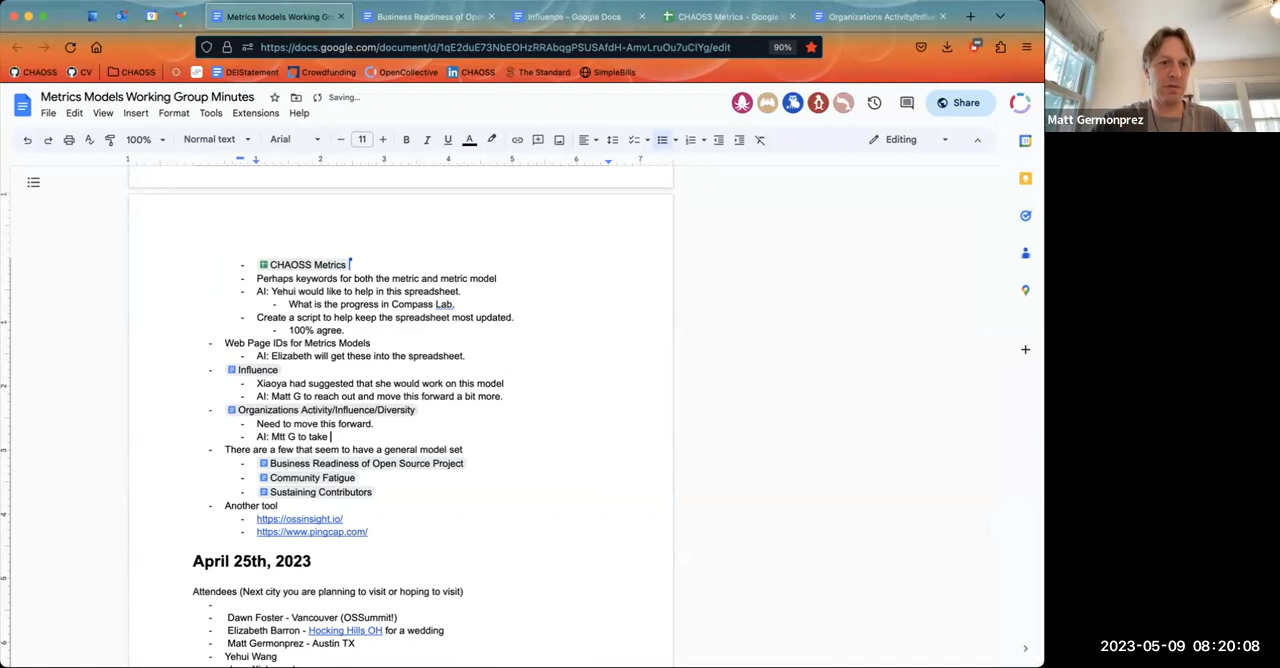 Metrics Models Working Gr
Business Readiness of Oper
Influence - Google Docs
CHAOSS Metrics - Google
Organizations Activity/Influen
https://docs.google.com/document/d/1qE2duE73NbEOHzRRAbqgPSUSAfdH-AmvLruOu7uClYg/edit
90%
CHAOSS
CV
CHAOSS
DEIStatement
Crowdfunding
OpenCollective
CHAOSS
The Standard
SimpleBills
Metrics Models Working Group Minutes
Saving...
File Edit View Insert Format Tools Extensions Help
Share
100% Normal text Arial 11 Editing
1 1 2 3 4 5 6 7
- CHAOSS Metrics
- Perhaps keywords for both the metric and metric model
- AI: Yehui would like to help in this spreadsheet.
- What is the progress in Compass Lab.
- Create a script to help keep the spreadsheet most updated.
- 100% agree.
- Web Page IDs for Metrics Models
- AI: Elizabeth will get these into the spreadsheet.
- Influence
- Xiaoya had suggested that she would work on this model
- AI: Matt G to reach out and move this forward a bit more.
- Organizations Activity/Influence/Diversity
- Need to move this forward.
- AI: Mtt G to take
- There are a few that seem to have a general model set
- Business Readiness of Open Source Project
- Community Fatigue
- Sustaining Contributors
- Another tool
- https://ossinsight.io/
- https://www.pingcap.com/
April 25th, 2023
Attendees (Next city you are planning to visit or hoping to visit)
-
- Dawn Foster - Vancouver (OSSummit!)
- Elizabeth Barron - Hocking Hills OH for a wedding
- Matt Germonprez - Austin TX
- Yehui Wang
Matt Germonprez
2023-05-09 08:20:08